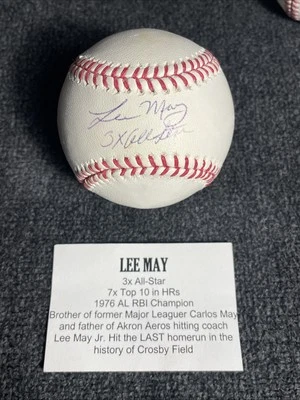 Lee May
3x All Star
LEE MAY
3x All-Star
7x Top 10 in HRs
1976 AL RBI Champion
Brother of former Major Leaguer Carlos May
and father of Akron Aeros hitting coach
Lee May Jr. Hit the LAST homerun in the
history of Crosby Field